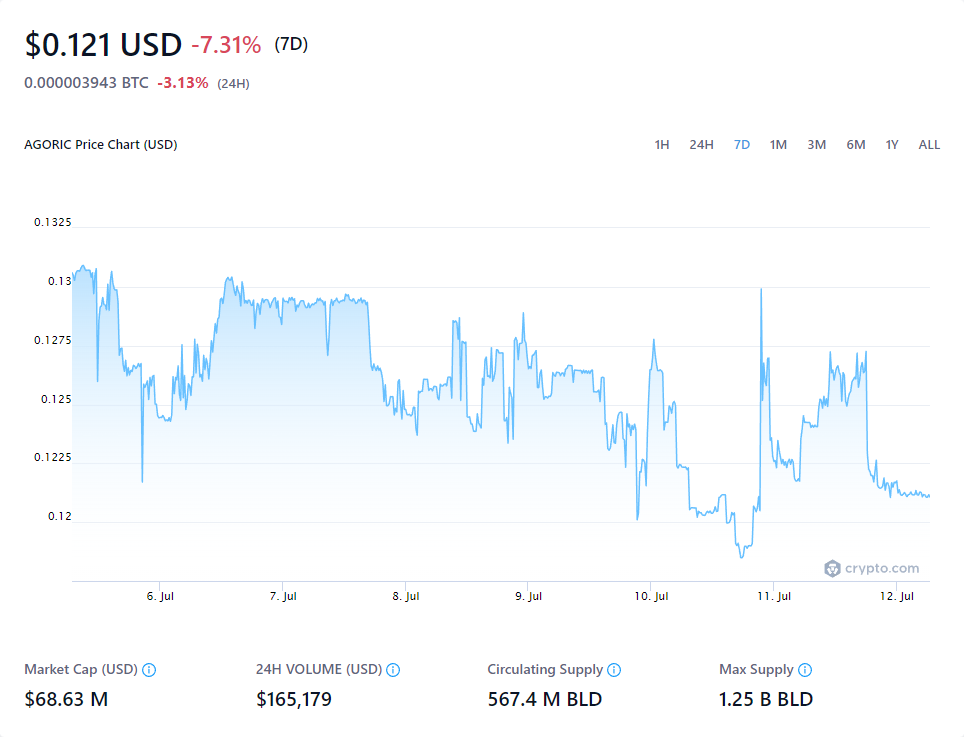 $0.121 USD -7.31% (7D)
0.000003943 BTC -3.13% (24H)
AGORIC Price Chart (USD)
1H 24H 7D 1M 3M 6M 1Y ALL
0.1325
0.13
0.1275
0.125
0.1225
0.12
crypto.com
6. Jul 7. Jul 8. Jul 9. Jul 10. Jul 11. Jul 12. Jul
Market Cap (USD) 24H VOLUME (USD) Circulating Supply Max Supply
$68.63 M $165,179 567.4 M BLD 1.25 B BLD